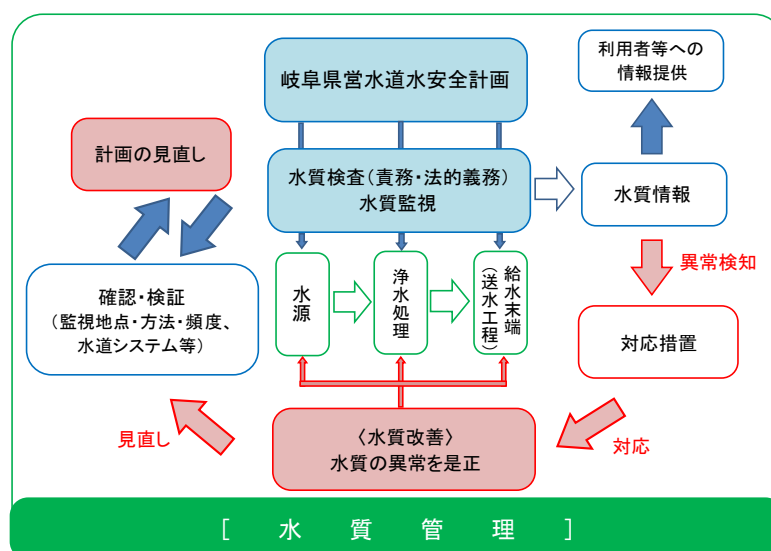 岐阜県営水道水安全計画
利用者等への
情報提供
計画の見直し
水質検査(責務・法的義務)
水質監視
水質情報
異常検知
確認・検証
(監視地点・方法・頻度、
水道システム等)
水源
浄水処理
給水末端
(送水工程)
対応措置
見直し
〈水質改善〉
水質の異常を是正
対応
[ 水 質 管 理 ]